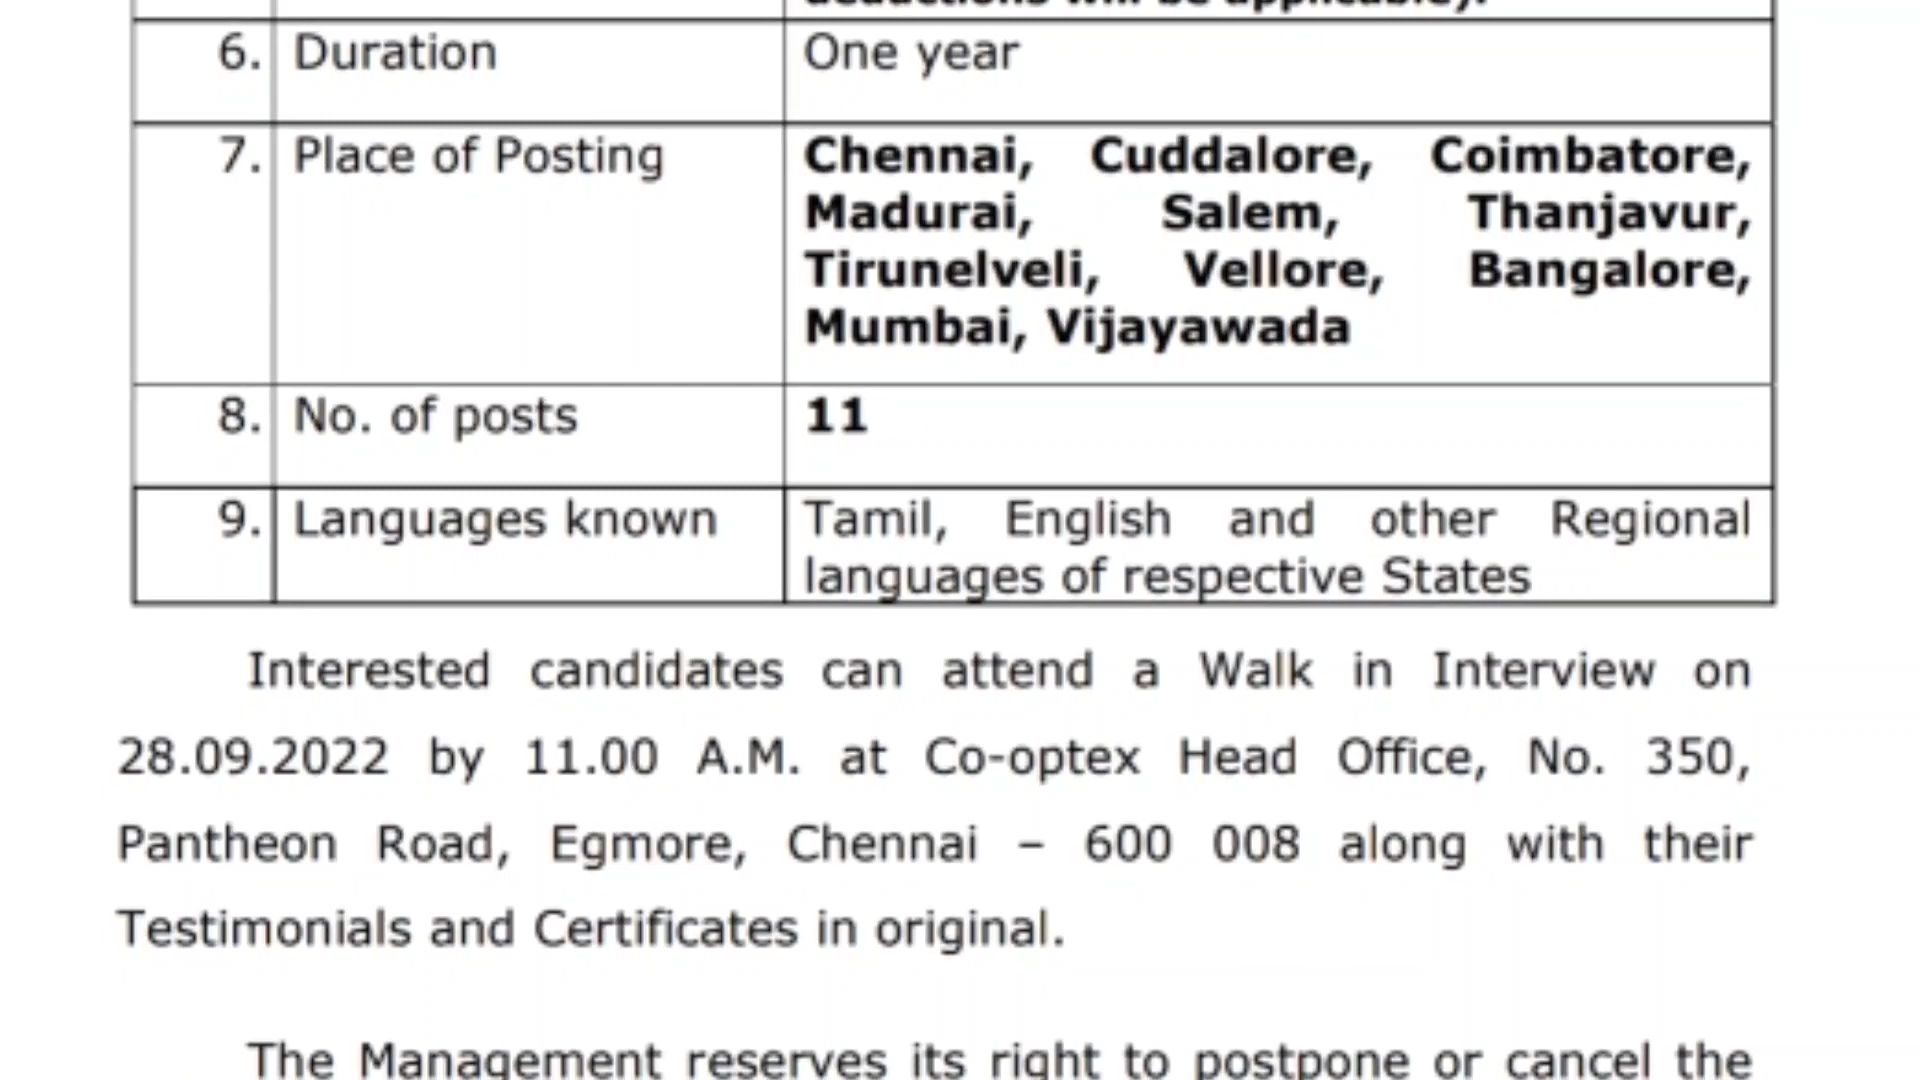 deductions will be applicable).
6. Duration One year
7. Place of Posting Chennai, Cuddalore, Coimbatore,
Madurai, Salem, Thanjavur,
Tirunelveli, Vellore, Bangalore,
Mumbai, Vijayawada
8. No. of posts 11
9. Languages known Tamil, English and other Regional
languages of respective States
Interested candidates can attend a Walk in Interview on
28.09.2022 by 11.00 A.M. at Co-optex Head Office, No. 350,
Pantheon Road, Egmore, Chennai – 600 008 along with their
Testimonials and Certificates in original.
The Management reserves its right to postpone or cancel the